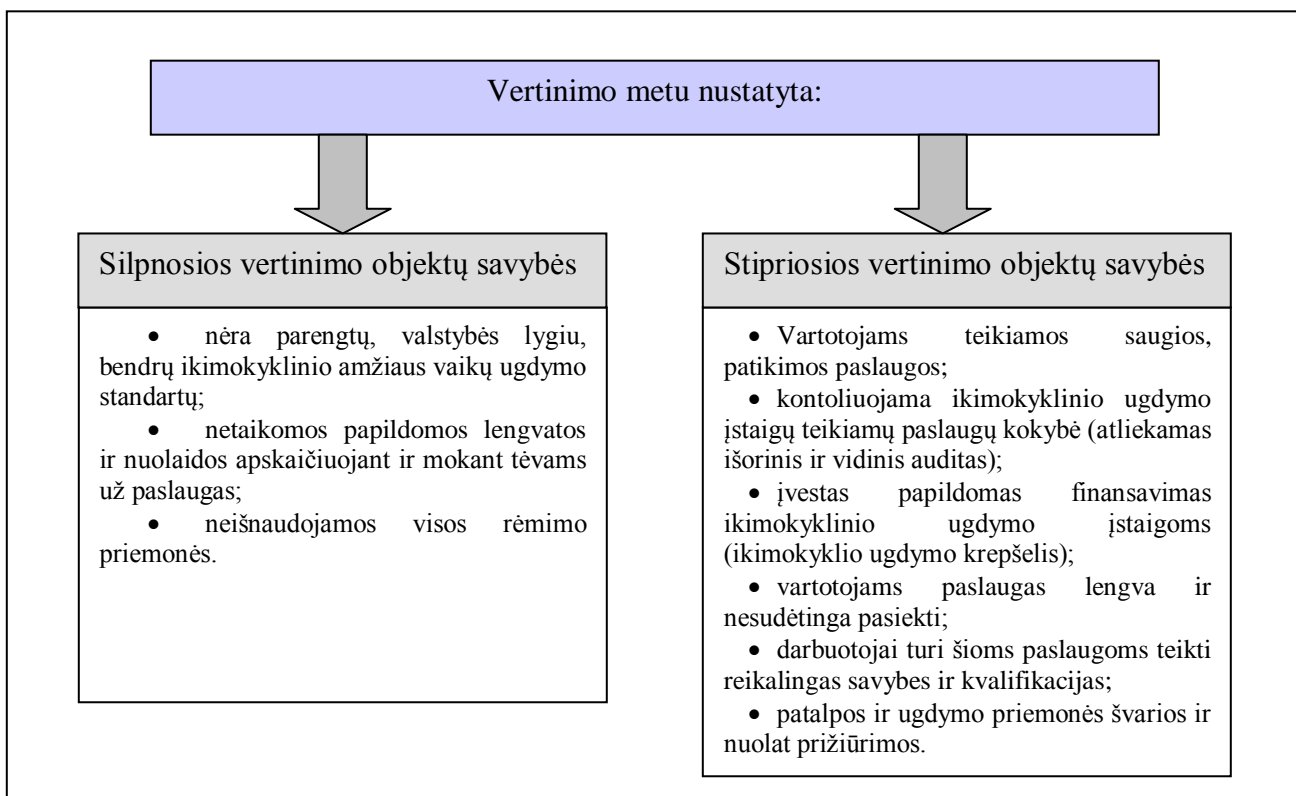 Vertinimo metu nustatyta:
Silpnosios vertinimo objektų savybės
• nėra parengtų, valstybės lygiu,
bendrų ikimokyklinio amžiaus vaikų ugdymo
standartų;
• netaikomos papildomos lengvatos
ir nuolaidos apskaičiuojant ir mokant tėvams
už paslaugas;
• neišnaudojamos visos rėmimo
priemonės.
Stipriosios vertinimo objektų savybės
• Vartotojams teikiamos saugios,
patikimos paslaugos;
• kontoliuojama ikimokyklinio ugdymo
įstaigų teikiamų paslaugų kokybė (atliekamas
išorinis ir vidinis auditas);
• įvestas papildomas finansavimas
ikimokyklinio ugdymo įstaigoms
(ikimokyklio ugdymo krepšelis);
• vartotojams paslaugas lengva ir
nesudėtinga pasiekti;
• darbuotojai turi šioms paslaugoms teikti
reikalingas savybes ir kvalifikacijas;
• patalpos ir ugdymo priemonės švarios ir
nuolat prižiūrimos.